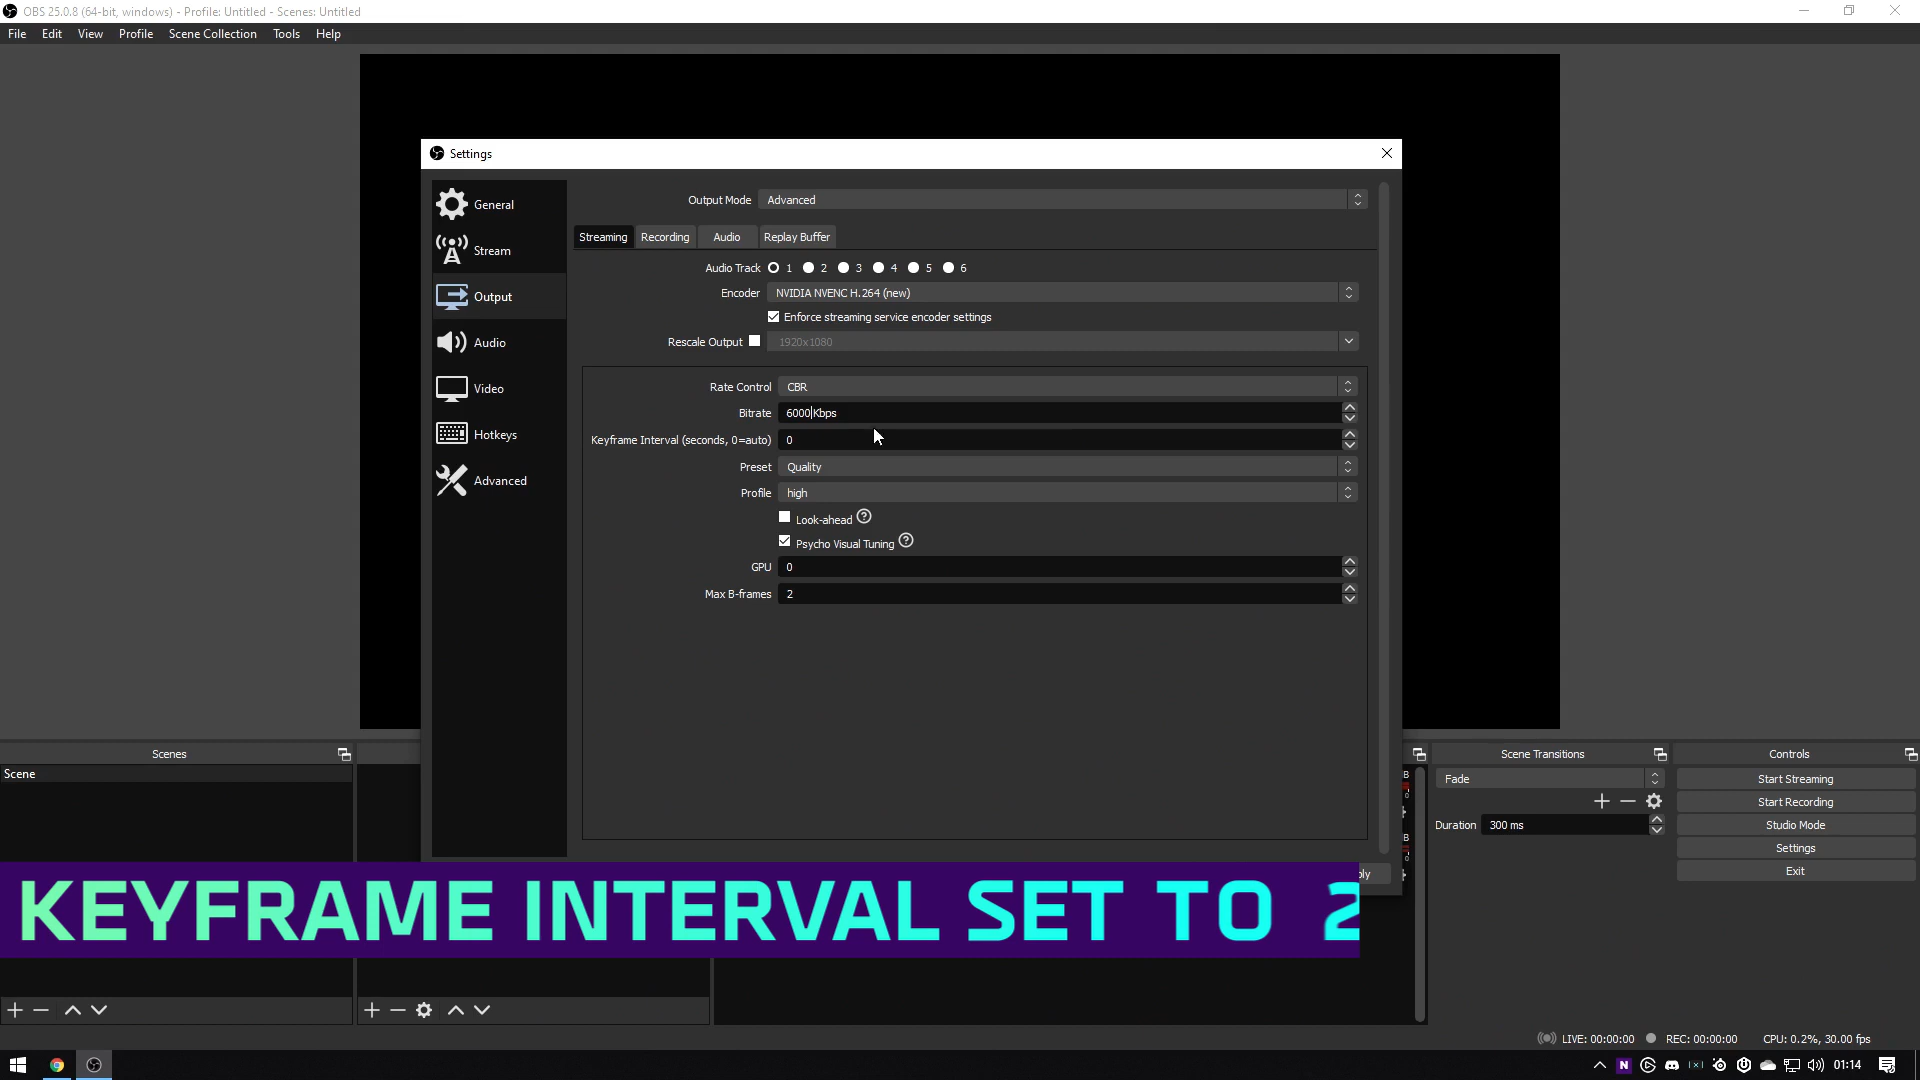 OBS 25.0.8 (64-bit, windows) - Profile: Untitled - Scenes: Untitled
File Edit View Profile Scene Collection Tools Help
Settings
General
Stream
Output
Audio
Video
Hotkeys
Advanced
Output Mode Advanced
Streaming Recording Audio Replay Buffer
Audio Track 1 2 3 4 5 6
Encoder NVIDIA NVENC H.264 (new)
Enforce streaming service encoder settings
Rescale Output 1920x1080
Rate Control CBR
Bitrate 6000 Kbps
Keyframe Interval (seconds, 0=auto) 0
Preset Quality
Profile high
Look-ahead ?
Psycho Visual Tuning ?
GPU 0
Max B-frames 2
Scenes
Scene
Scene Transitions
Fade
Duration 300 ms
Controls
Start Streaming
Start Recording
Studio Mode
Settings
Exit
KEYFRAME INTERVAL SET TO 2
LIVE: 00:00:00 REC: 00:00:00 CPU: 0.2%, 30.00 fps
N
01:14